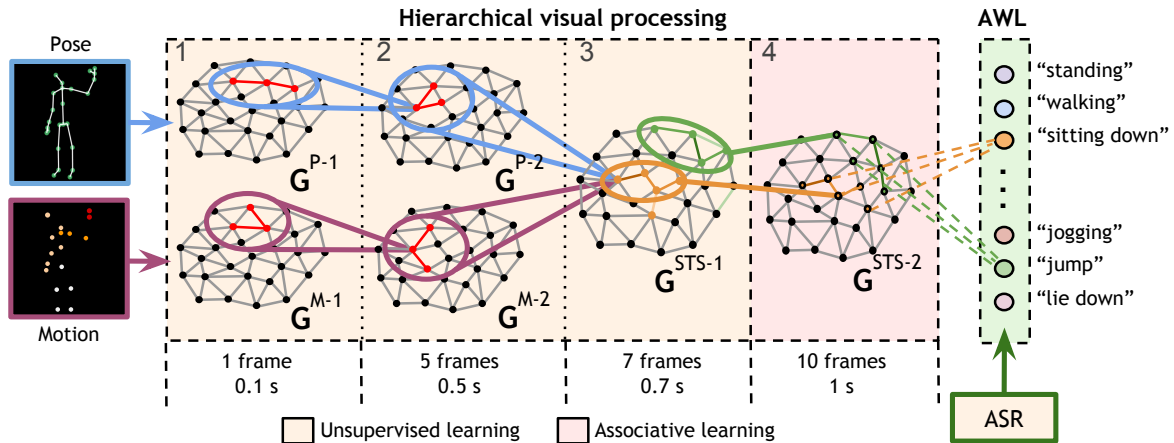 Hierarchical visual processing
AWL
Pose
1
2
3
4
G P-1
G P-2
G M-1
G M-2
G STS-1
G STS-2
Motion
"standing"
"walking"
"sitting down"
"jogging"
"jump"
"lie down"
1 frame
0.1 s
5 frames
0.5 s
7 frames
0.7 s
10 frames
1 s
ASR
Unsupervised learning
Associative learning